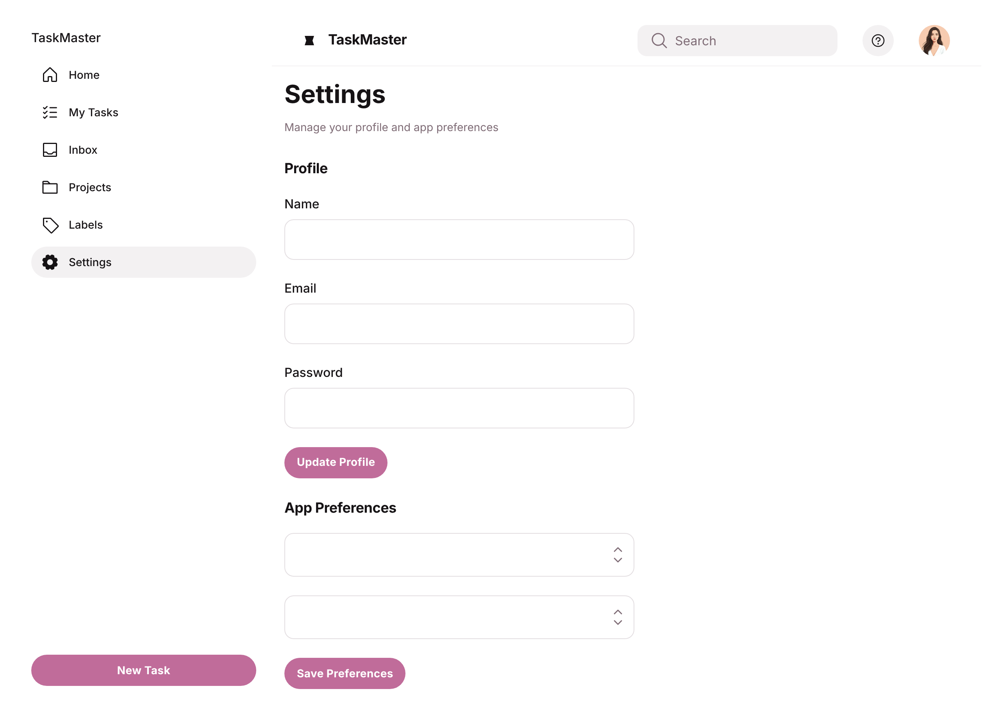 TaskMaster
Home
My Tasks
Inbox
Projects
Labels
Settings
New Task
TaskMaster
Search
Settings
Manage your profile and app preferences
Profile
Name
Email
Password
Update Profile
App Preferences
Save Preferences